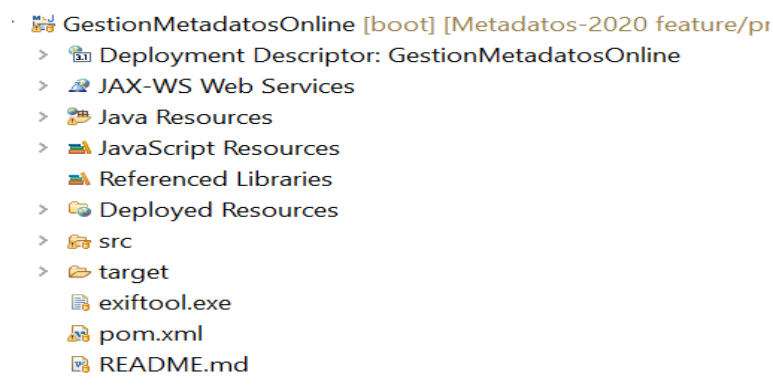 GestionMetadatosOnline [boot] [Metadatos-2020 feature/pr
Deployment Descriptor: GestionMetadatosOnline
JAX-WS Web Services
Java Resources
JavaScript Resources
Referenced Libraries
Deployed Resources
src
target
exiftool.exe
pom.xml
README.md